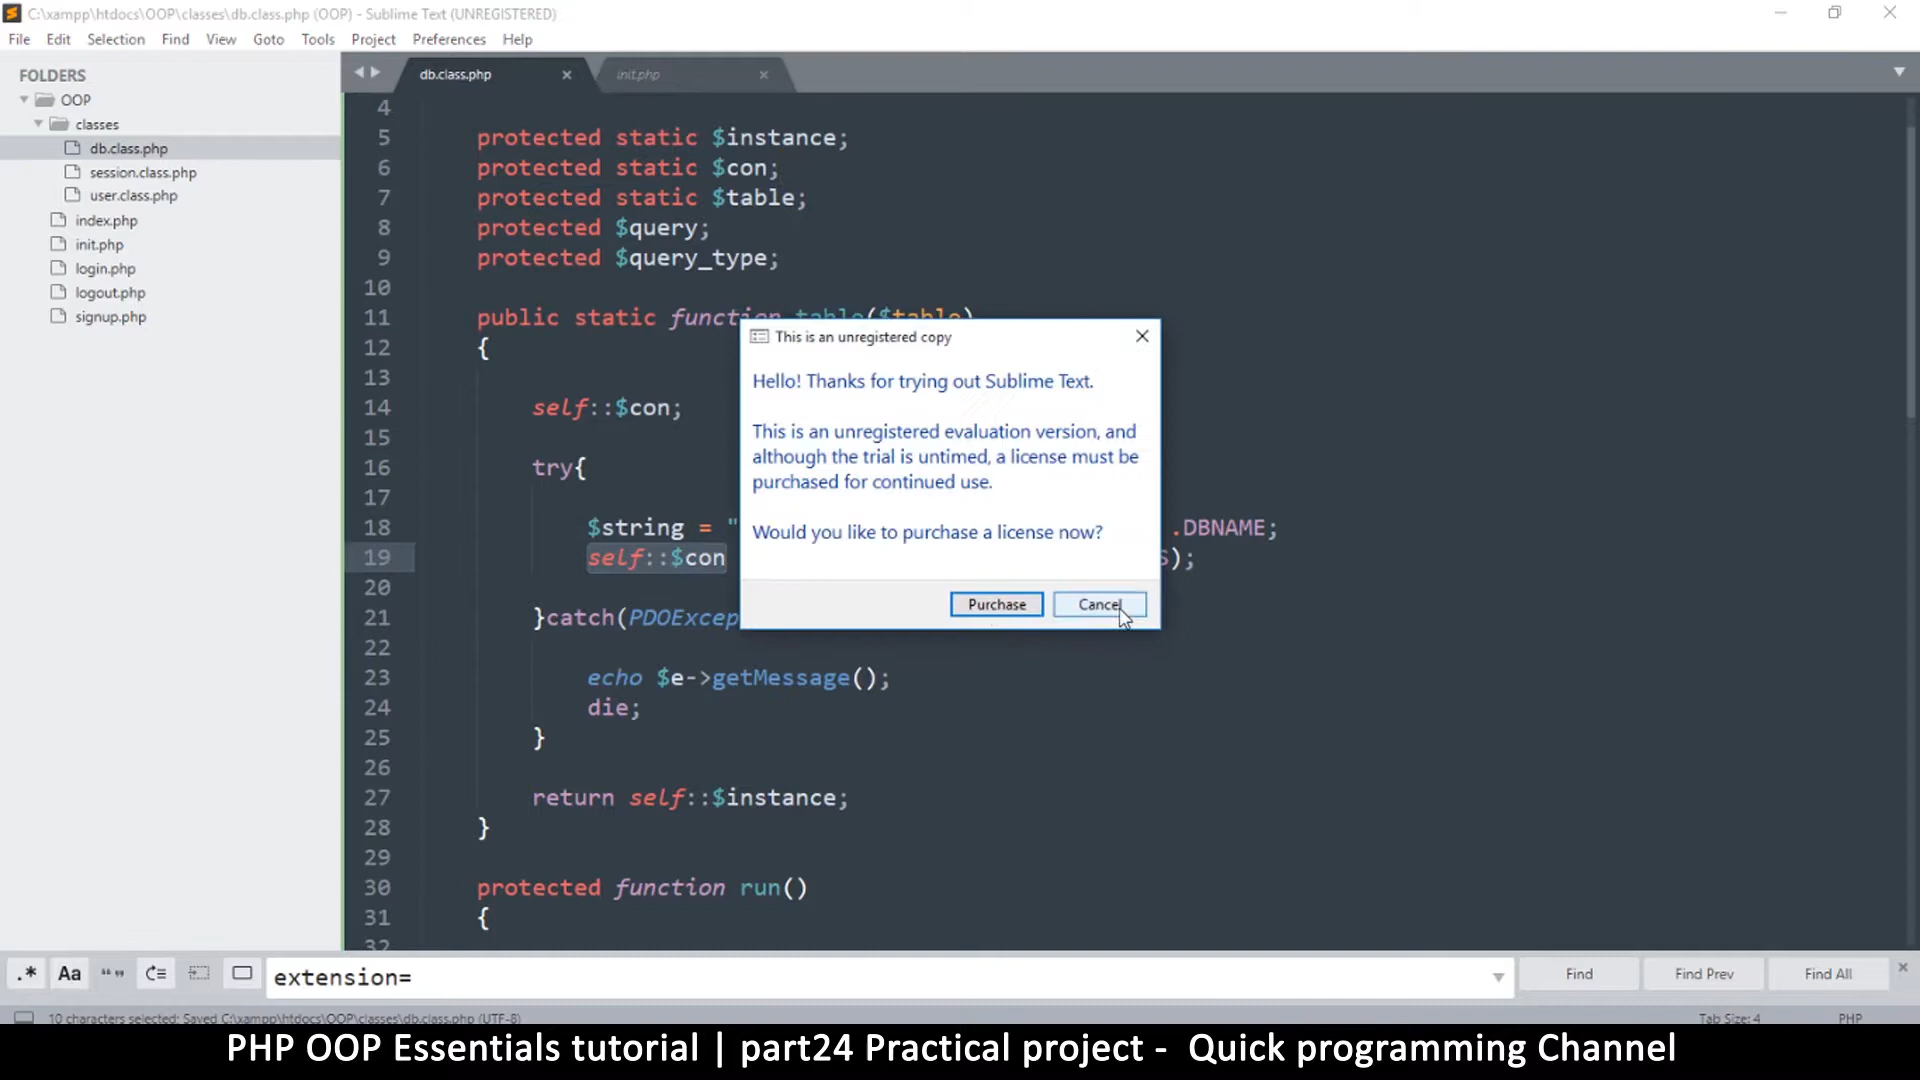 C:\xampp\htdocs\OOP\classes\db.class.php (OOP) - Sublime Text (UNREGISTERED)
File Edit Selection Find View Goto Tools Project Preferences Help
FOLDERS
OOP
classes
db.class.php
session.class.php
user.class.php
index.php
init.php
login.php
logout.php
signup.php
db.class.php init.php
4
5 protected static $instance;
6 protected static $con;
7 protected static $table;
8 protected $query;
9 protected $query_type;
10
11 public static function table($table)
12 {
13
14 self::$con;
15
16 try{
17
18 $string = " .DBNAME;
19 self::$con );
20
21 }catch(PDOExcep
22
23 echo $e->getMessage();
24 die;
25 }
26
27 return self::$instance;
28 }
29
30 protected function run()
31 {
32
This is an unregistered copy
Hello! Thanks for trying out Sublime Text.
This is an unregistered evaluation version, and
although the trial is untimed, a license must be
purchased for continued use.
Would you like to purchase a license now?
Purchase Cancel
.* Aa “” extension= Find Find Prev Find All
10 characters selected: Saved C:\xampp\htdocs\OOP\classes\db.class.php (UTF-8) Tab Size: 4 PHP
PHP OOP Essentials tutorial | part24 Practical project - Quick programming Channel